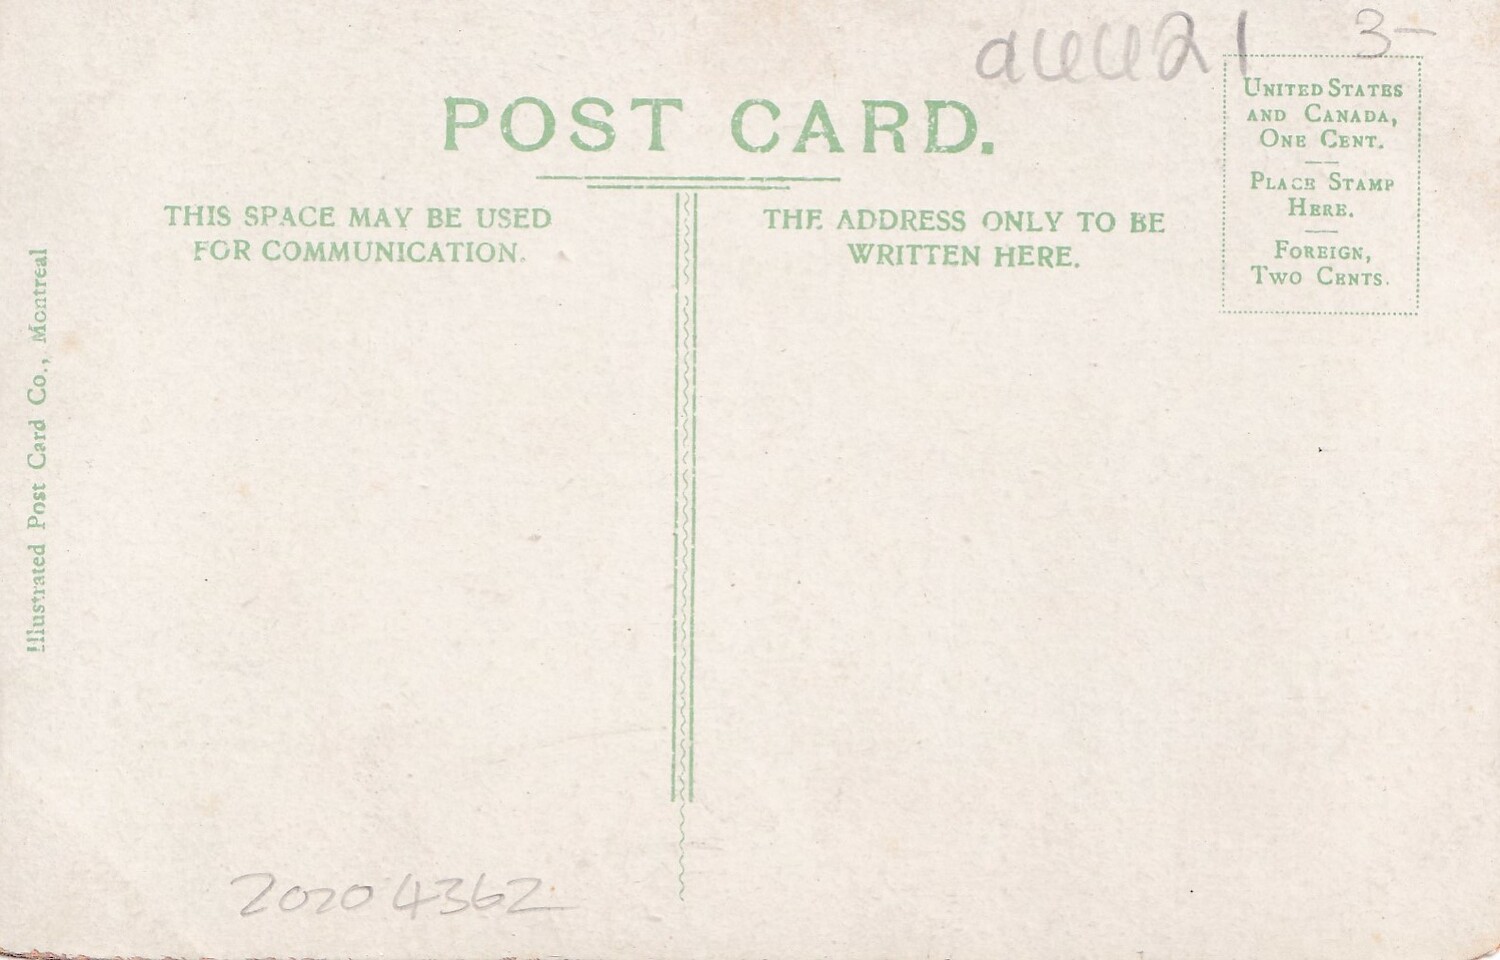 3-
POST CARD.
UNITED STATES
AND CANADA,
ONE CENT.
PLACE STAMP
HERE.
FOREIGN,
TWO CENTS.
THIS SPACE MAY BE USED
FOR COMMUNICATION.
THE ADDRESS ONLY TO BE
WRITTEN HERE.
Illustrated Post Card Co., Montreal
20204362